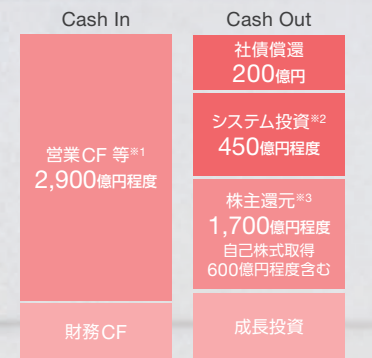 Cash In
営業CF 等※1
2,900億円程度
財務CF
Cash Out
社債償還
200億円
システム投資※2
450億円程度
株主還元※3
1,700億円程度
自己株式取得
600億円程度含む
成長投資